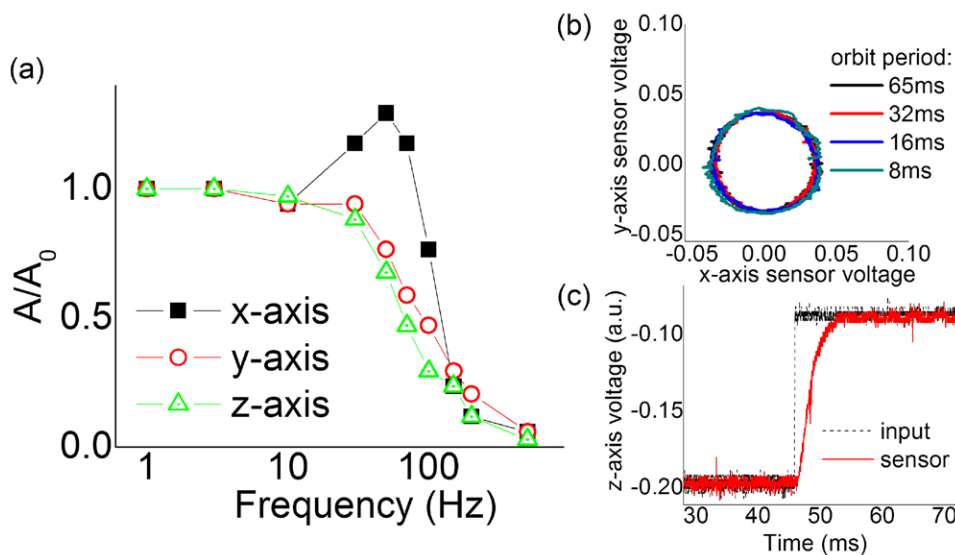 (a)
1.0
0.5
0.0
A/A0
x-axis
y-axis
z-axis
1
10
100
Frequency (Hz)
(b)
0.10
0.05
0.00
-0.05
y-axis sensor voltage
-0.05
0.00
0.05
0.10
x-axis sensor voltage
orbit period:
65ms
32ms
16ms
8ms
(c)
-0.10
-0.15
-0.20
z-axis voltage (a.u.)
input
sensor
30
40
50
60
70
Time (ms)